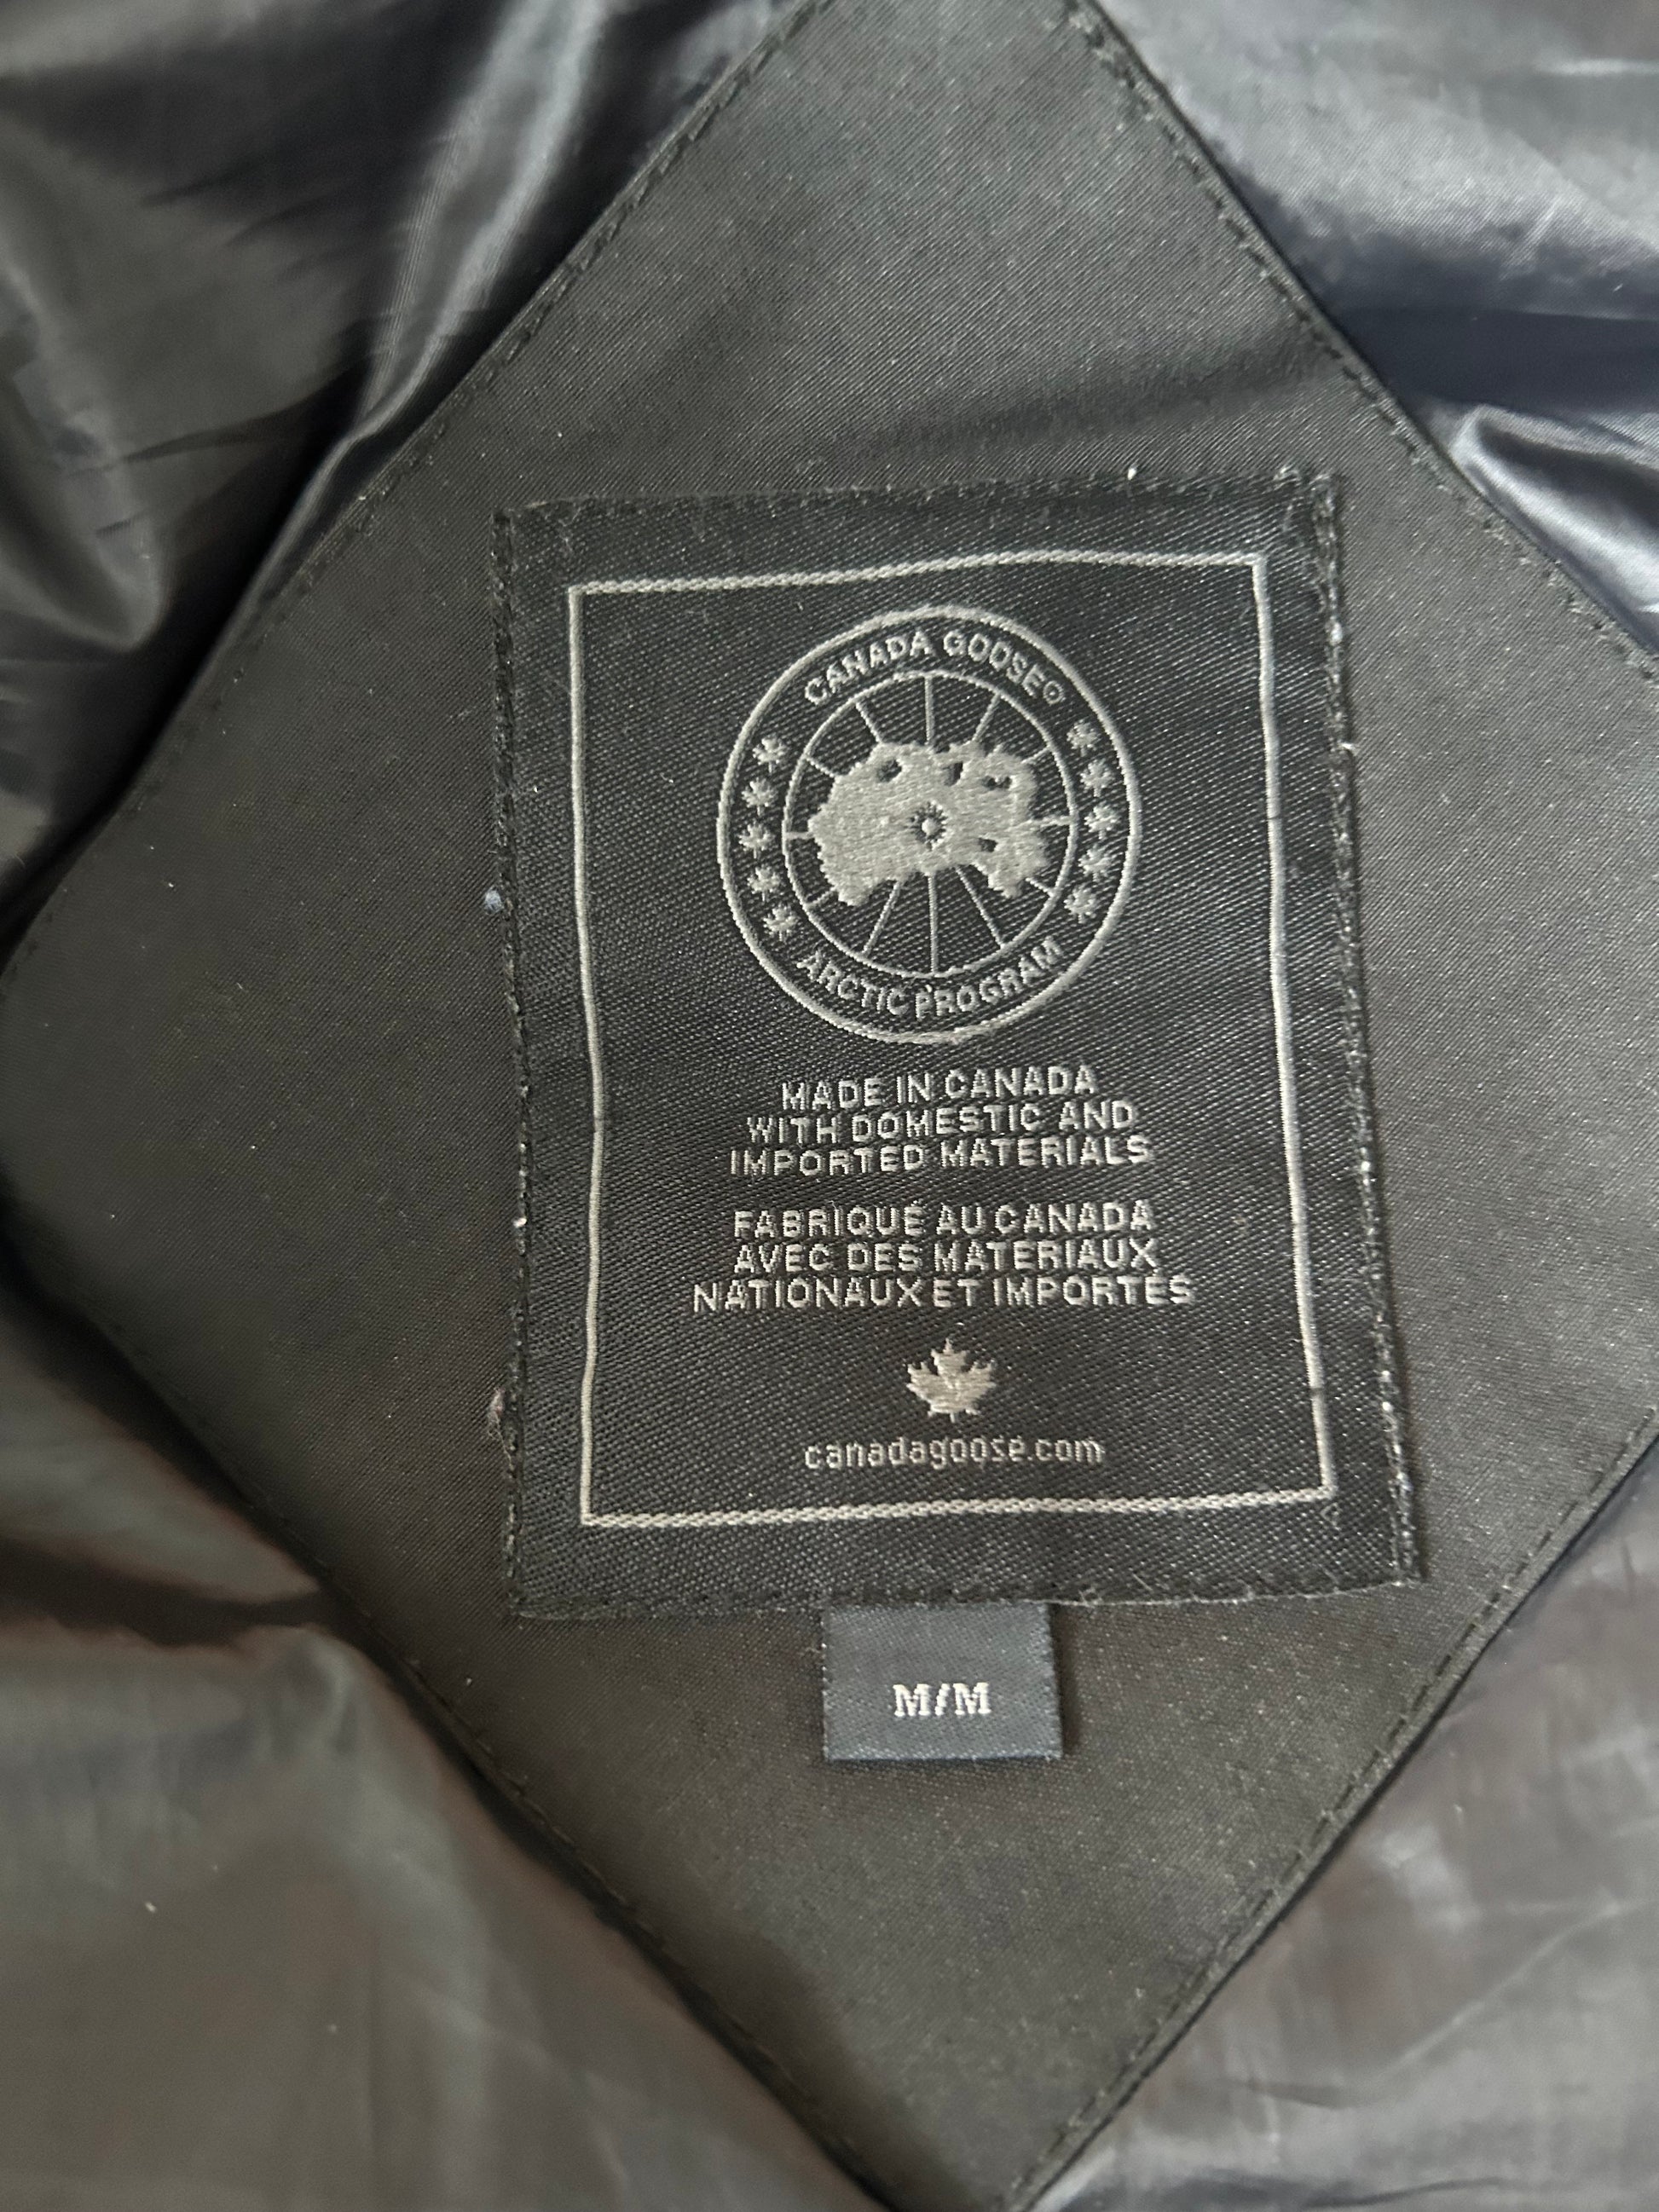 CANADA GOOSE©
ARCTIC PROGRAM
MADE IN CANADA
WITH DOMESTIC AND
IMPORTED MATERIALS
FABRIQUÉ AU CANADA
AVEC DES MATERIAUX
NATIONAUX ET IMPORTÉS
canadagoose.com
M/M